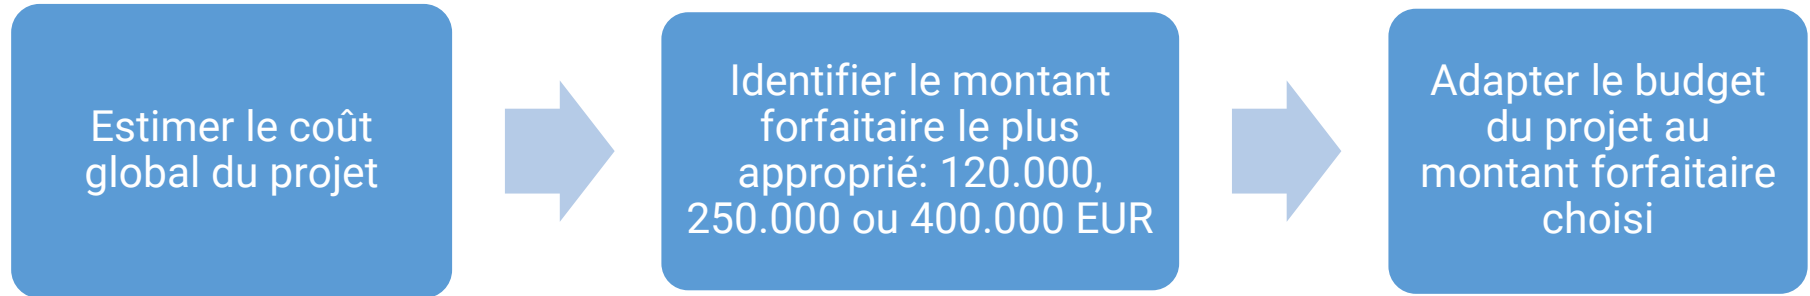 Estimer le coût
global du projet
Identifier le montant
forfaitaire le plus
approprié: 120.000,
250.000 ou 400.000 EUR
Adapter le budget
du projet au
montant forfaitaire
choisi